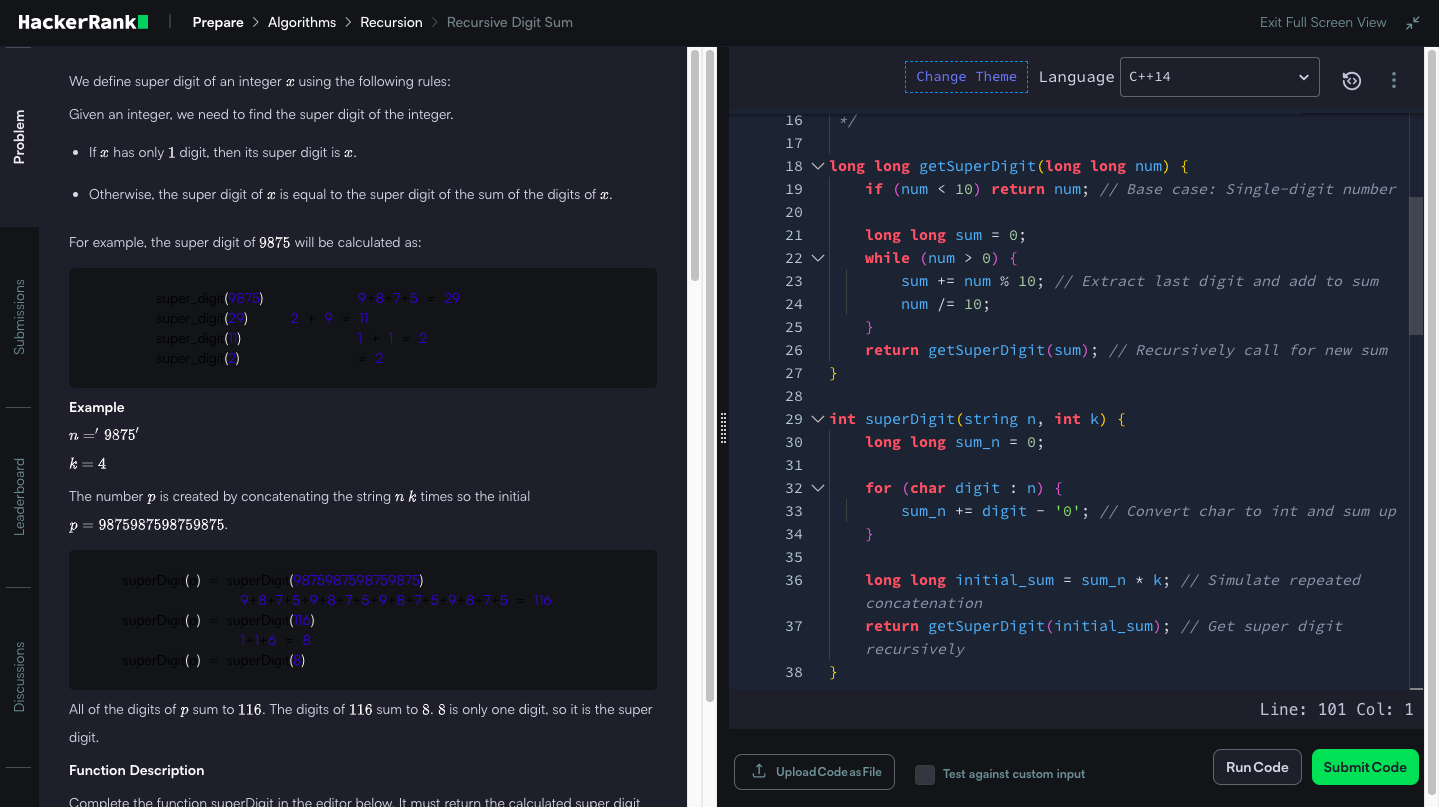 HackerRank
Prepare > Algorithms > Recursion > Recursive Digit Sum
Exit Full Screen View
Problem
Submissions
Leaderboard
Discussions
We define super digit of an integer x using the following rules:
Given an integer, we need to find the super digit of the integer.
• If x has only 1 digit, then its super digit is x.
• Otherwise, the super digit of x is equal to the super digit of the sum of the digits of x.
For example, the super digit of 9875 will be calculated as:
super_digit(9875) 9+8+7+5 = 29
super_digit(29) 2 + 9 = 11
super_digit(11) 1 + 1 = 2
super_digit(2) = 2
Example
n =' 9875'
k = 4
The number p is created by concatenating the string n k times so the initial
p = 9875987598759875.
superDigit(p) = superDigit(9875987598759875)
9+8+7+5+9+8+7+5+9+8+7+5+9+8+7+5 = 116
superDigit(p) = superDigit(116)
1+1+6 = 8
superDigit(p) = superDigit(8)
All of the digits of p sum to 116. The digits of 116 sum to 8. 8 is only one digit, so it is the super
digit.
Function Description
Complete the function superDigit in the editor below. It must return the calculated super digit
Change Theme Language C++14
16 */
17
18 long long getSuperDigit(long long num) {
19 if (num < 10) return num; // Base case: Single-digit number
20
21 long long sum = 0;
22 while (num > 0) {
23 sum += num % 10; // Extract last digit and add to sum
24 num /= 10;
25 }
26 return getSuperDigit(sum); // Recursively call for new sum
27 }
28
29 int superDigit(string n, int k) {
30 long long sum_n = 0;
31
32 for (char digit : n) {
33 sum_n += digit - '0'; // Convert char to int and sum up
34 }
35
36 long long initial_sum = sum_n * k; // Simulate repeated
concatenation
37 return getSuperDigit(initial_sum); // Get super digit
recursively
38 }
Line: 101 Col: 1
Upload Code as File
Test against custom input
Run Code
Submit Code